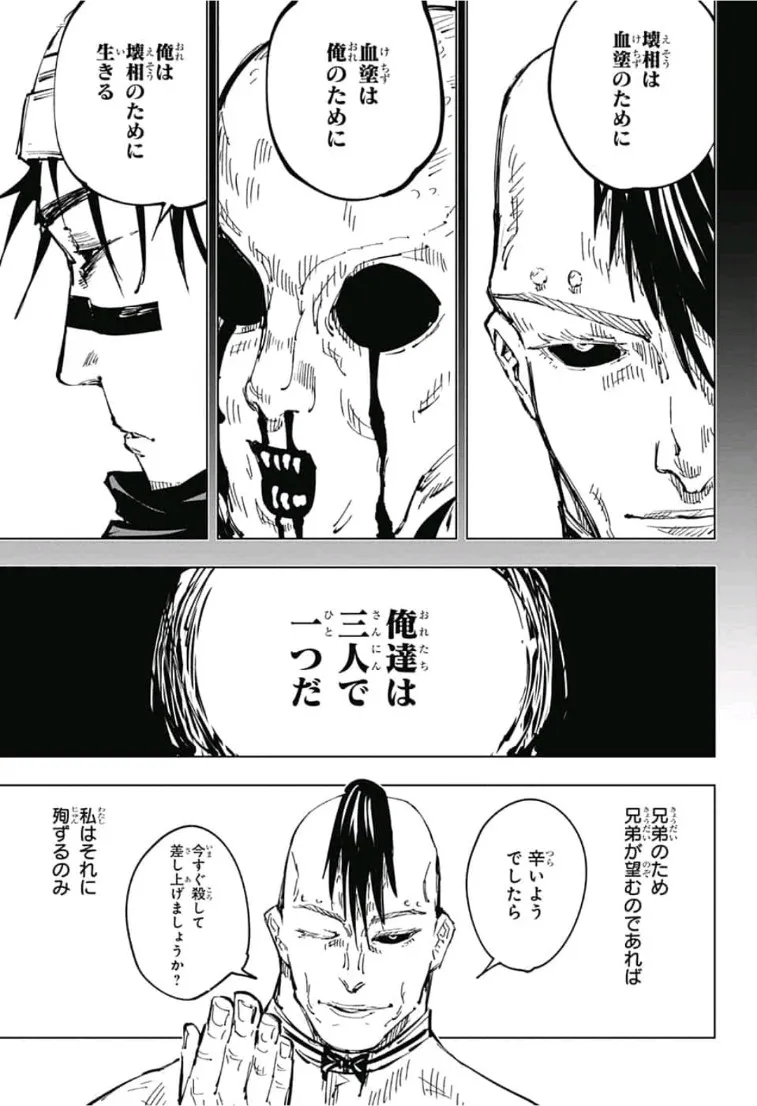 壊相は
血塗のために
血塗は
俺のために
俺は
壊相のために
生きる
俺達は
三人で
一つだ
兄弟のため
兄弟が望むのであれば
辛いよう
でしたら
今すぐ殺して
差し上げましょうか?
私はそれに
殉ずるのみ